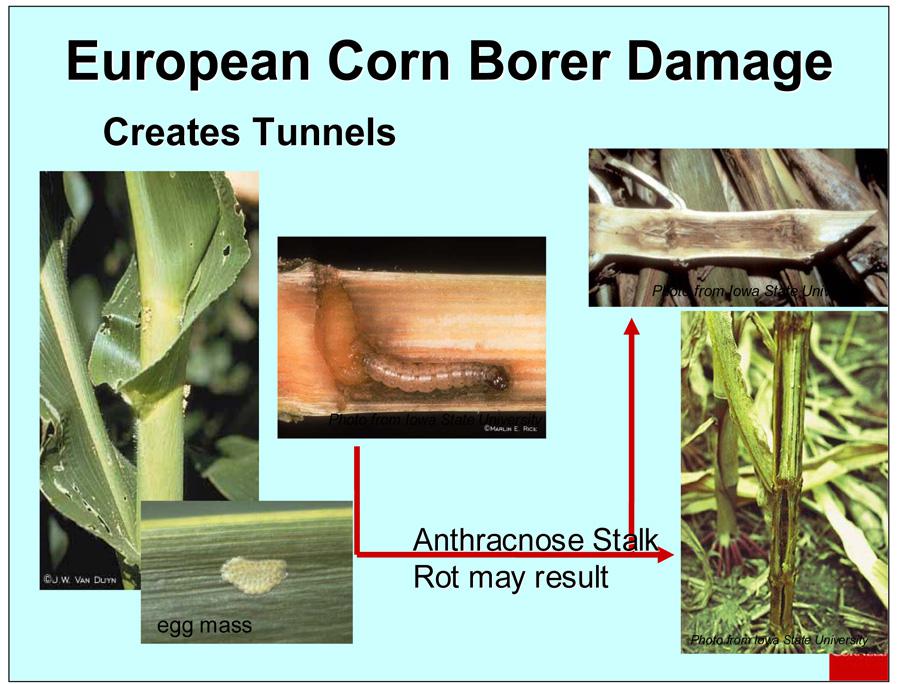 European Corn Borer Damage
Creates Tunnels
Photo from Iowa State Univ
Photo from Iowa State University
©Marlin E. Rice
Anthracnose Stalk
Rot may result
©J.W. Van Duyn
egg mass
Photo from Iowa State University